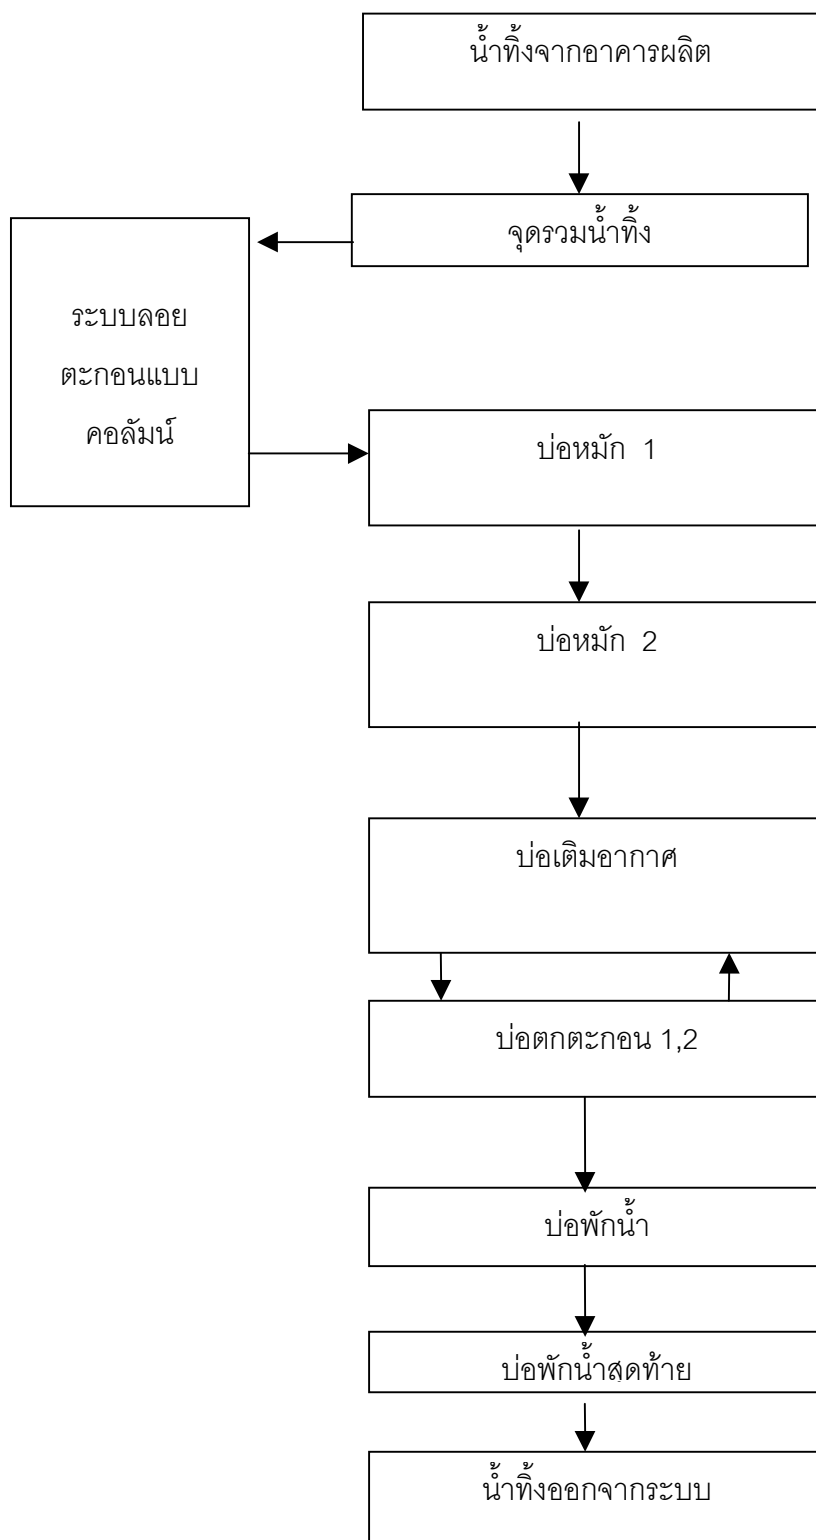 น้ำทิ้งจากอาคารผลิต
จุดรวมน้ำทิ้ง
ระบบลอย
ตะกอนแบบ
คอลัมน์
บ่อหมัก 1
บ่อหมัก 2
บ่อเติมอากาศ
บ่อตกตะกอน 1,2
บ่อพักน้ำ
บ่อพักน้ำสุดท้าย
น้ำทิ้งออกจากระบบ